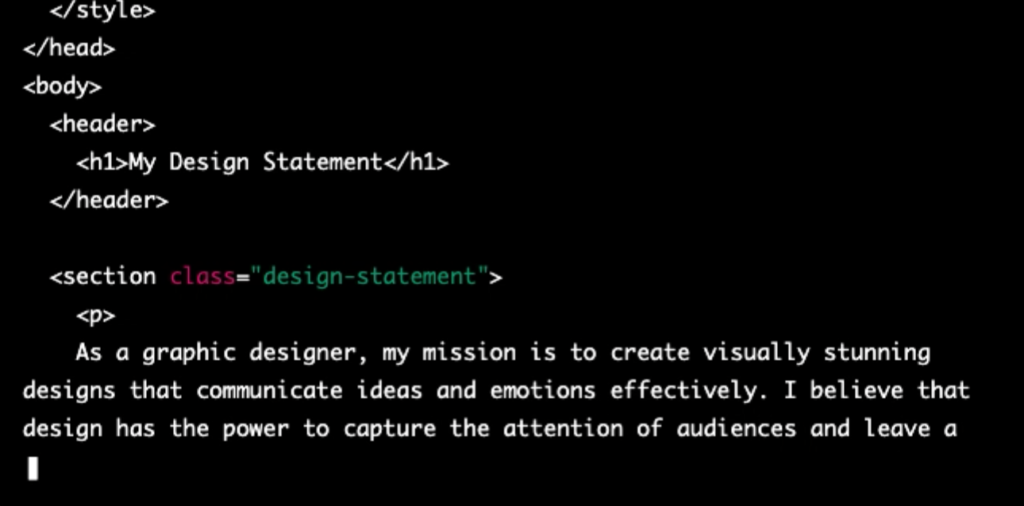 </style>
</head>
<body>
<header>
<h1>My Design Statement</h1>
</header>
<section class="design-statement">
<p>
As a graphic designer, my mission is to create visually stunning
designs that communicate ideas and emotions effectively. I believe that
design has the power to capture the attention of audiences and leave a